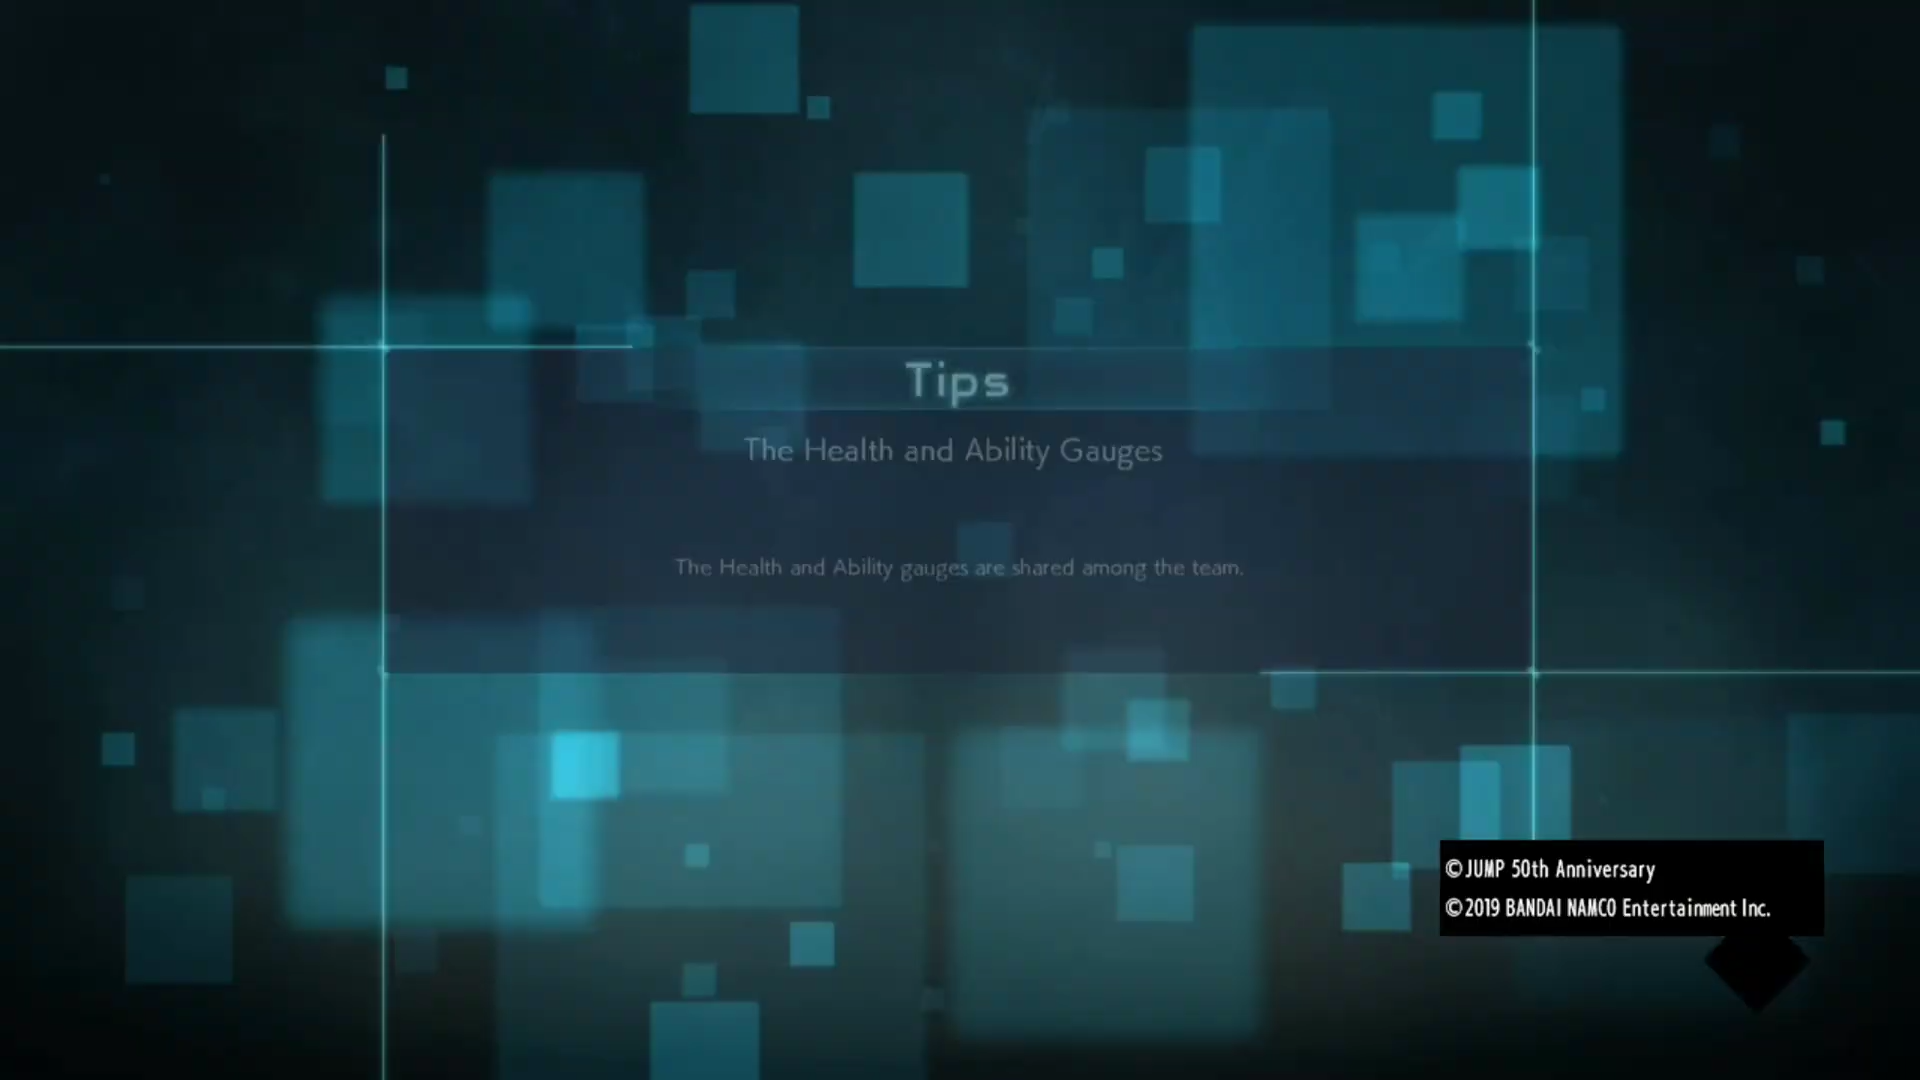 Tips
The Health and Ability Gauges
The Health and Ability gauges are shared among the team.
©JUMP 50th Anniversary
©2019 BANDAI NAMCO Entertainment Inc.